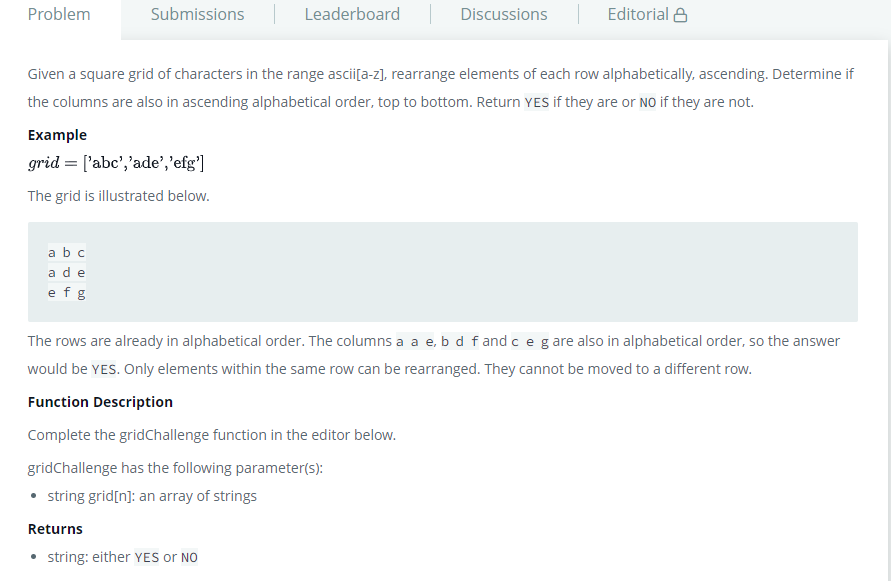 Problem Submissions Leaderboard Discussions Editorial
Given a square grid of characters in the range ascii[a-z], rearrange elements of each row alphabetically, ascending. Determine if
the columns are also in ascending alphabetical order, top to bottom. Return YES if they are or NO if they are not.
Example
grid = ['abc','ade','efg']
The grid is illustrated below.
a b c
a d e
e f g
The rows are already in alphabetical order. The columns a a e, b d f and c e g are also in alphabetical order, so the answer
would be YES. Only elements within the same row can be rearranged. They cannot be moved to a different row.
Function Description
Complete the gridChallenge function in the editor below.
gridChallenge has the following parameter(s):
• string grid[n]: an array of strings
Returns
• string: either YES or NO